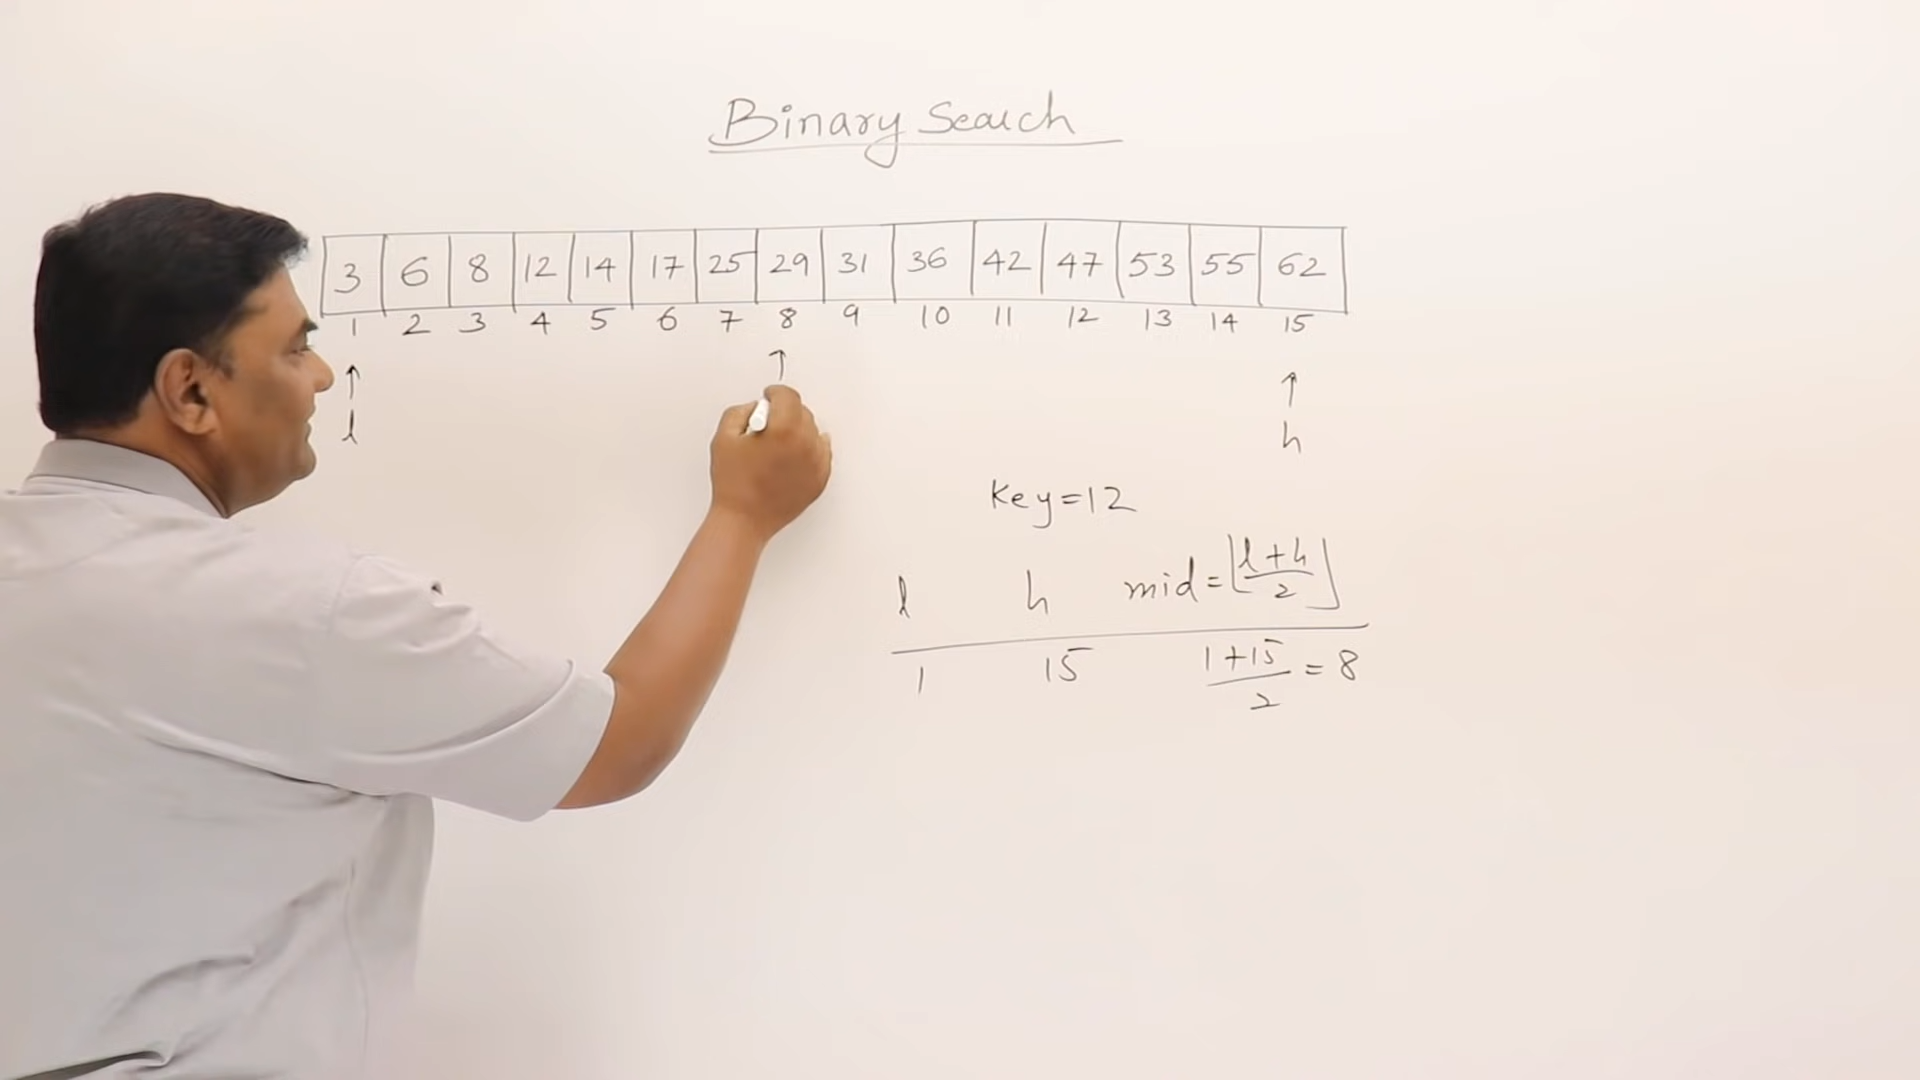 Binary Search
3 6 8 12 14 17 25 29 31 36 42 47 53 55 62
1 2 3 4 5 6 7 8 9 10 11 12 13 14 15
↑ ↑ ↑
l h
Key=12
l h mid=⌊(l+h)/2⌋
1 15 (1+15)/2 = 8